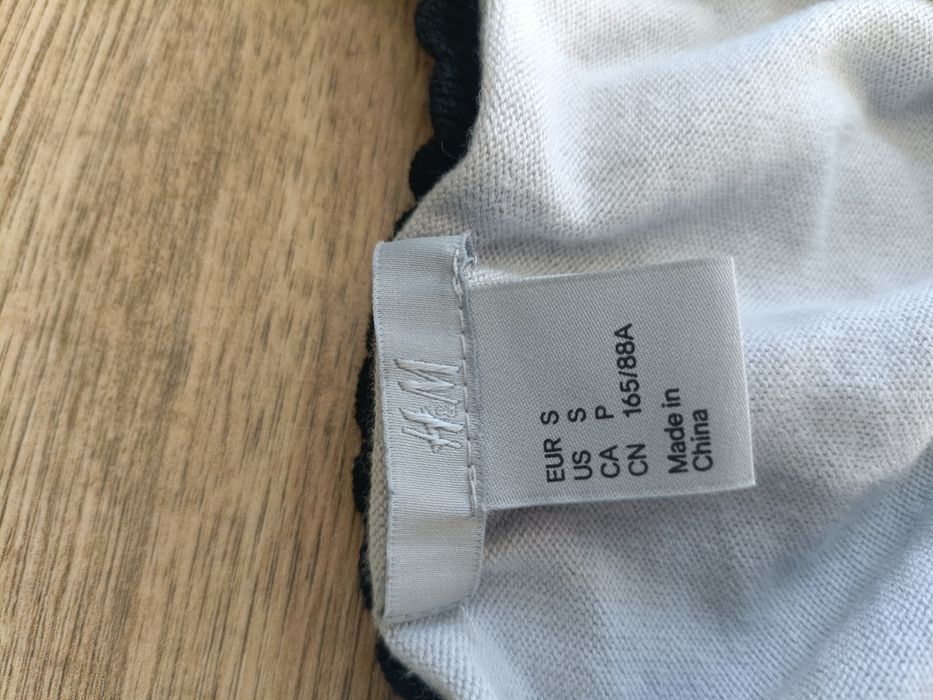 H&M
EUR S
US S
CA P
CN 165/88A
Made in
China